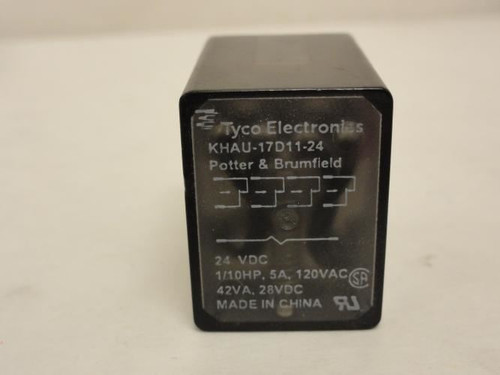 Tyco Electronics
KHAU-17D11-24
Potter & Brumfield
24 VDC
1/10HP, 5A, 120VAC
42VA, 28VDC
MADE IN CHINA